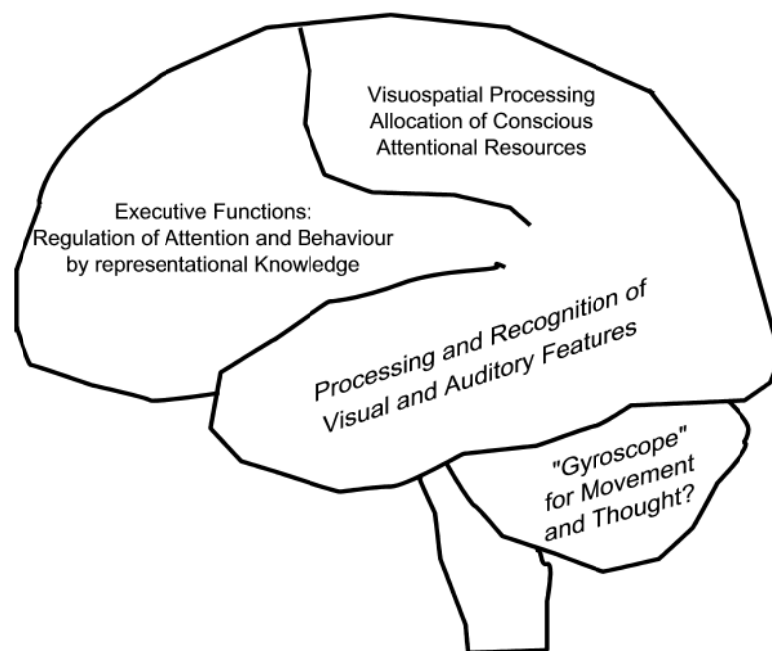 Visuospatial Processing
Allocation of Conscious
Attentional Resources
Executive Functions:
Regulation of Attention and Behaviour
by representational Knowledge
Processing and Recognition of
Visual and Auditory Features
"Gyroscope"
for Movement
and Thought?